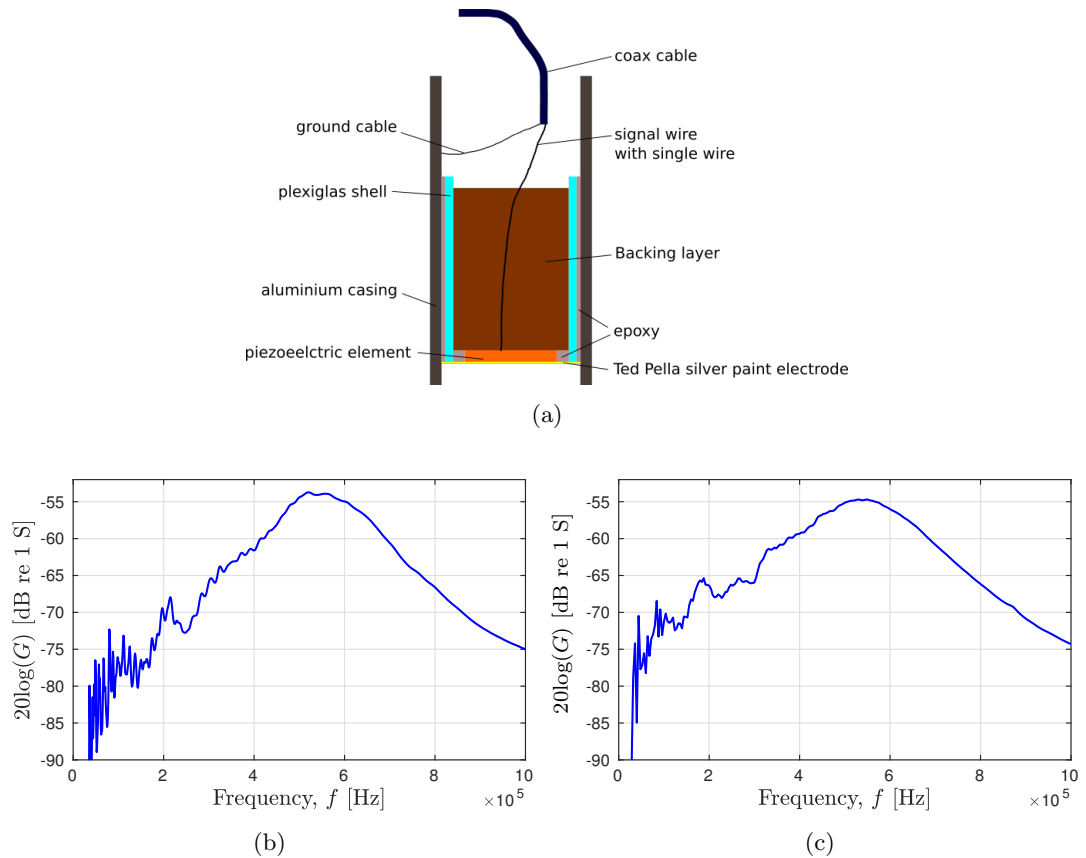 coax cable
ground cable
signal wire
with single wire
plexiglas shell
Backing layer
aluminium casing
epoxy
piezoeelctric element
Ted Pella silver paint electrode
(a)
20log(G) [dB re 1 S]
-55
-60
-65
-70
-75
-80
-85
-90
0
2
4
6
8
10
Frequency, f [Hz]
×10^5
(b)
20log(G) [dB re 1 S]
-55
-60
-65
-70
-75
-80
-85
-90
0
2
4
6
8
10
Frequency, f [Hz]
×10^5
(c)